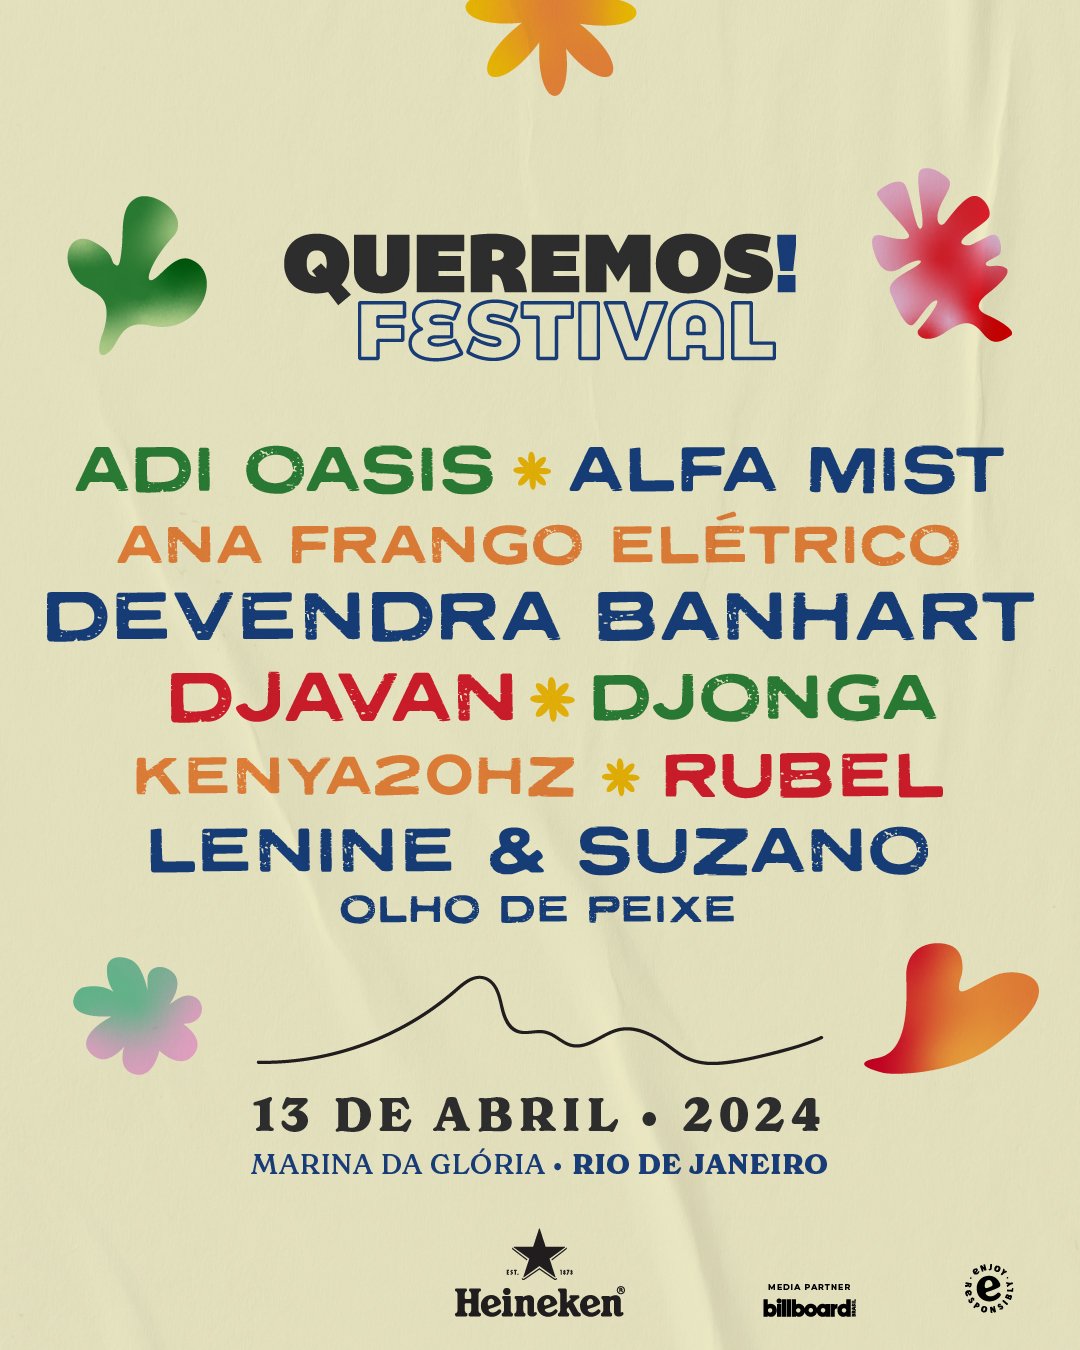 QUEREMOS!
FESTIVAL
ADI OASIS * ALFA MIST
ANA FRANGO ELÉTRICO
DEVENDRA BANHART
DJAVAN * DJONGA
KENYA20HZ * RUBEL
LENINE & SUZANO
OLHO DE PEIXE
13 DE ABRIL • 2024
MARINA DA GLÓRIA • RIO DE JANEIRO
EST. 1873
Heineken®
MEDIA PARTNER
billboard BRASIL
ENJOY RESPONSIBLY
e